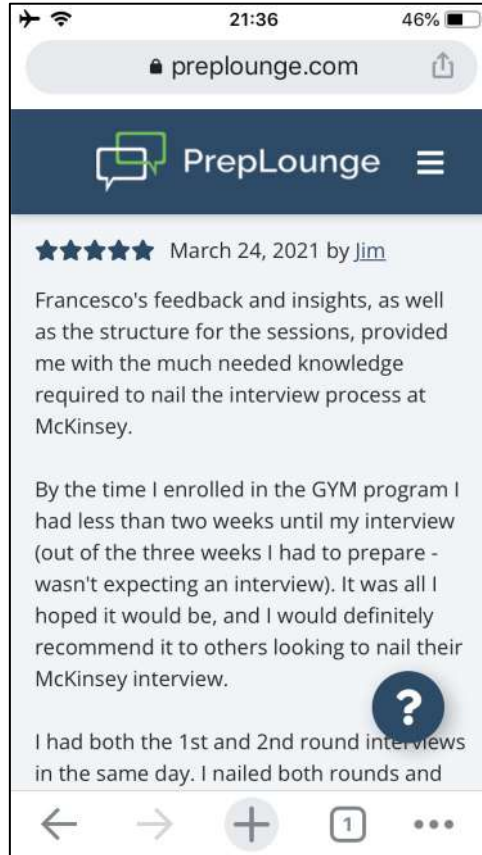 21:36
46%
preplounge.com
PrepLounge
March 24, 2021 by Jim
Francesco's feedback and insights, as well
as the structure for the sessions, provided
me with the much needed knowledge
required to nail the interview process at
McKinsey.
By the time I enrolled in the GYM program I
had less than two weeks until my interview
(out of the three weeks I had to prepare -
wasn't expecting an interview). It was all I
hoped it would be, and I would definitely
recommend it to others looking to nail their
McKinsey interview.
?
I had both the 1st and 2nd round interviews
in the same day. I nailed both rounds and
1